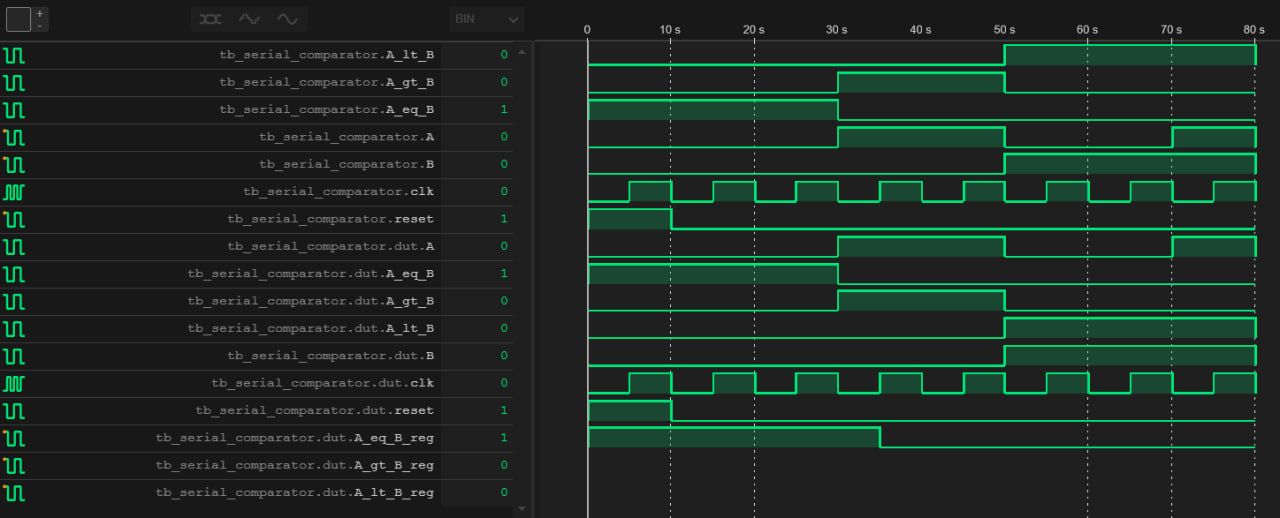 +
-
BIN
0 10 s 20 s 30 s 40 s 50 s 60 s 70 s 80 s
tb_serial_comparator.A_lt_B 0
tb_serial_comparator.A_gt_B 0
tb_serial_comparator.A_eq_B 1
tb_serial_comparator.A 0
tb_serial_comparator.B 0
tb_serial_comparator.clk 0
tb_serial_comparator.reset 1
tb_serial_comparator.dut.A 0
tb_serial_comparator.dut.A_eq_B 1
tb_serial_comparator.dut.A_gt_B 0
tb_serial_comparator.dut.A_lt_B 0
tb_serial_comparator.dut.B 0
tb_serial_comparator.dut.clk 0
tb_serial_comparator.dut.reset 1
tb_serial_comparator.dut.A_eq_B_reg 1
tb_serial_comparator.dut.A_gt_B_reg 0
tb_serial_comparator.dut.A_lt_B_reg 0